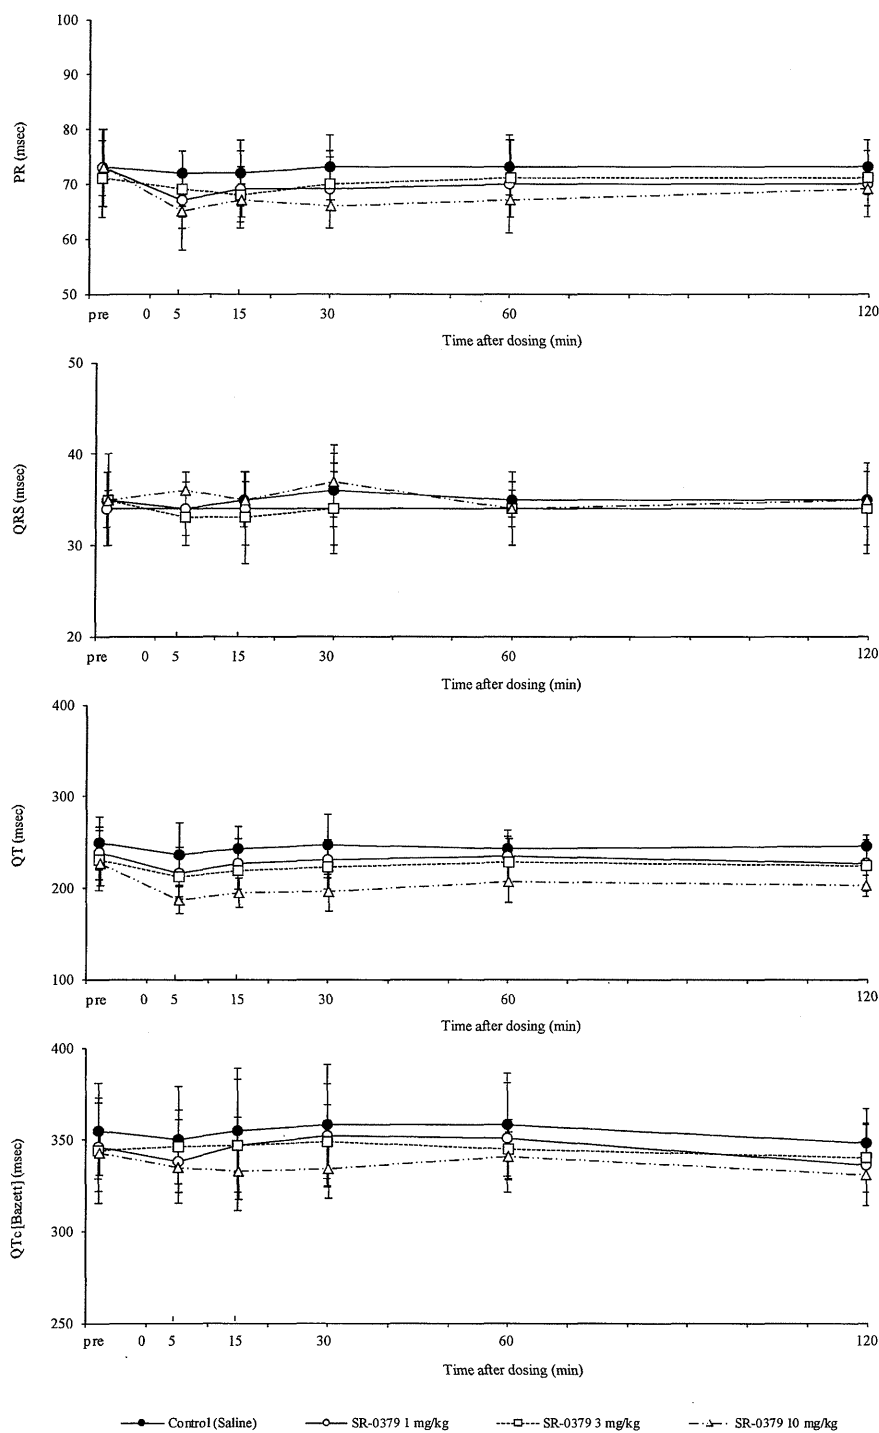 100
90
80
70
60
50
PR (msec)
pre 0 5 15 30 60 120
Time after dosing (min)
50
40
30
20
QRS (msec)
pre 0 5 15 30 60 120
Time after dosing (min)
400
300
200
100
QT (msec)
pre 0 5 15 30 60 120
Time after dosing (min)
400
350
300
250
QTc[Bazett] (msec)
pre 0 5 15 30 60 120
Time after dosing (min)
Control (Saline) SR-0379 1 mg/kg SR-0379 3 mg/kg SR-0379 10 mg/kg